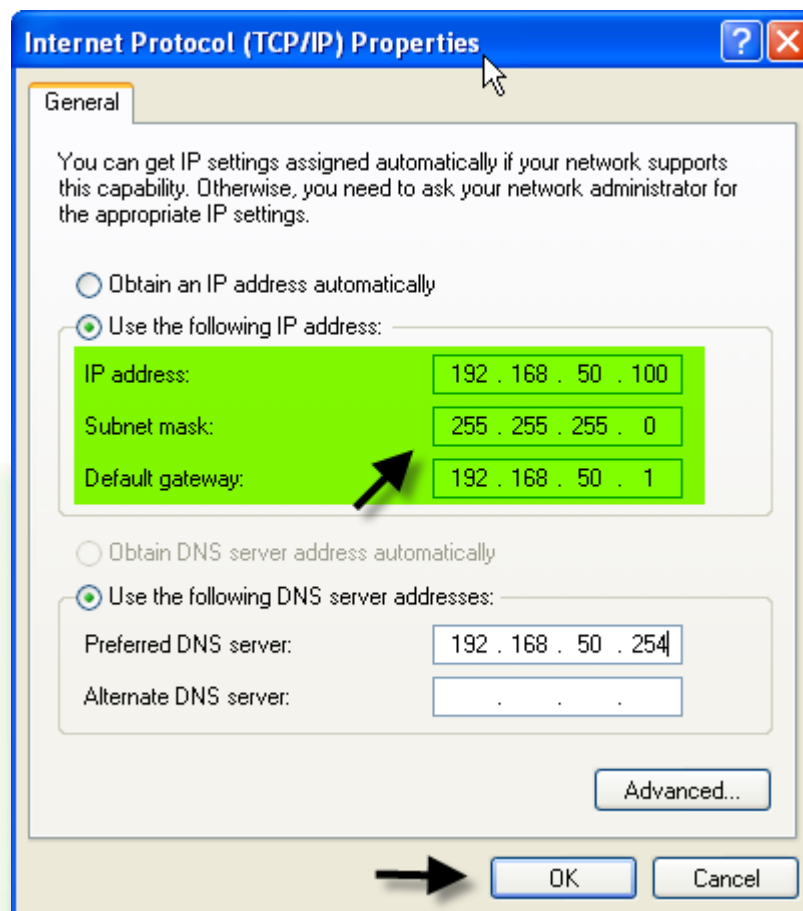 Internet Protocol (TCP/IP) Properties
General
You can get IP settings assigned automatically if your network supports
this capability. Otherwise, you need to ask your network administrator for
the appropriate IP settings.
Obtain an IP address automatically
Use the following IP address:
IP address: 192 . 168 . 50 . 100
Subnet mask: 255 . 255 . 255 . 0
Default gateway: 192 . 168 . 50 . 1
Obtain DNS server address automatically
Use the following DNS server addresses:
Preferred DNS server: 192 . 168 . 50 . 254
Alternate DNS server: . . .
Advanced...
OK Cancel